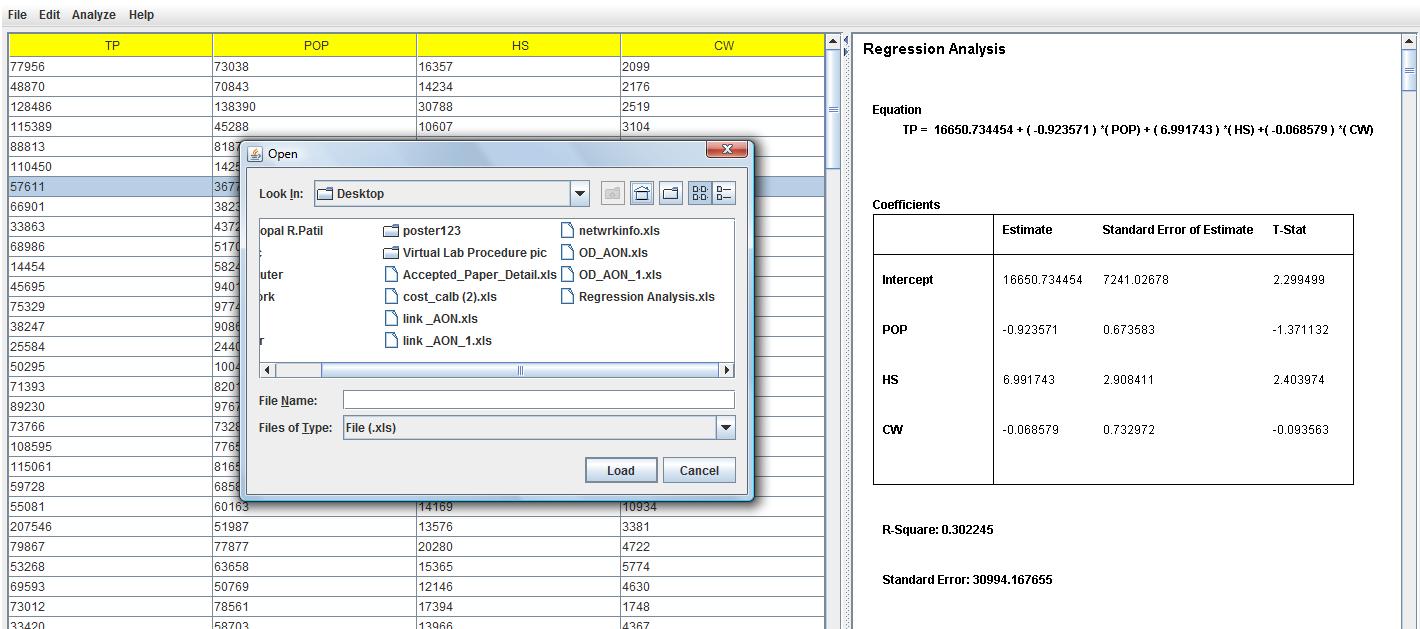 File Edit Analyze Help
TP POP HS CW
77956 73038 16357 2099
48870 70843 14234 2176
128486 138390 30788 2519
115389 45288 10607 3104
88813 8187
110450 1425
57611 3677
66901 3823
33863 4372
68986 5170
14454 5824
45695 9401
75329 9774
38247 9086
25584 2440
50295 1004
71393 8201
89230 9767
73766 7328
108595 7765
115061 8165
59728 6858
55081 60163 14169 10934
207546 51987 13576 3381
79867 77877 20280 4722
53268 63658 15365 5774
69593 50769 12146 4630
73012 78561 17394 1748
33420 58703 13966 4367
Open
Look In: Desktop
opal R.Patil poster123 netwrkinfo.xls
Virtual Lab Procedure pic OD_AON.xls
uter Accepted_Paper_Detail.xls OD_AON_1.xls
ork cost_calb (2).xls Regression Analysis.xls
link _AON.xls
r link _AON_1.xls
File Name:
Files of Type: File (.xls)
Load Cancel
Regression Analysis
Equation
TP = 16650.734454 + ( -0.923571 ) *( POP) + ( 6.991743 ) *( HS) +( -0.068579 ) *( CW)
Coefficients
Estimate Standard Error of Estimate T-Stat
Intercept 16650.734454 7241.02678 2.299499
POP -0.923571 0.673583 -1.371132
HS 6.991743 2.908411 2.403974
CW -0.068579 0.732972 -0.093563
R-Square: 0.302245
Standard Error: 30994.167655